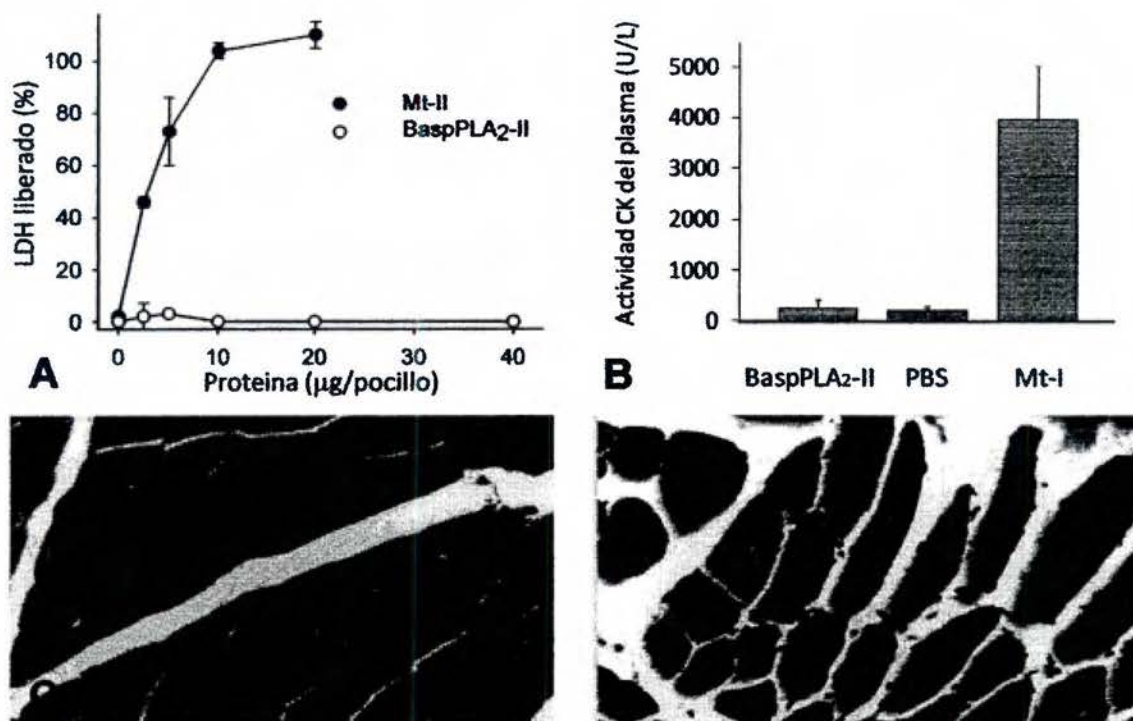 LDH liberado (%)
100
80
60
40
20
0
Mt-II
BaspPLA2-II
0
10
20
30
40
Proteina (µg/pocillo)
A
Actividad CK del plasma (U/L)
5000
4000
3000
2000
1000
0
BaspPLA2-II PBS Mt-I
B
C